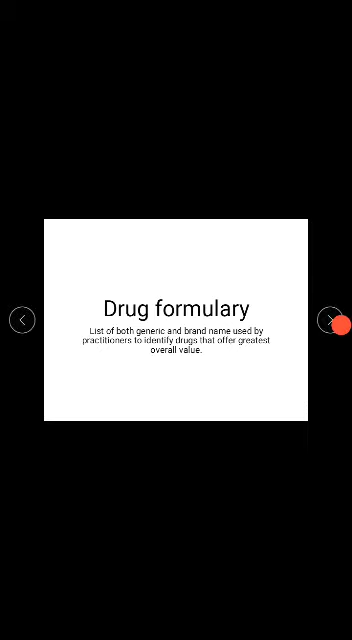 Drug formulary
List of both generic and brand name used by
practitioners to identify drugs that offer greatest
overall value.